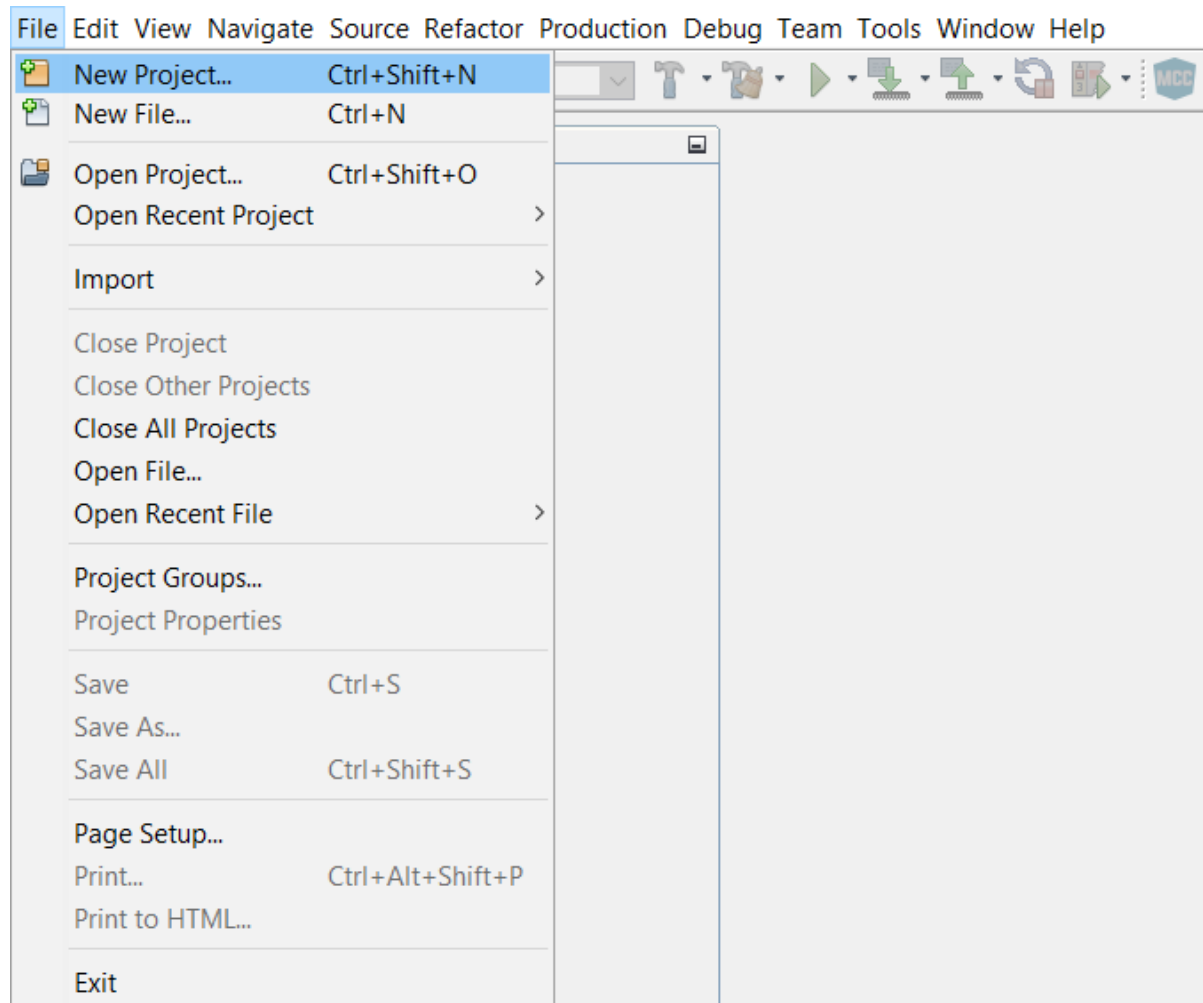 File Edit View Navigate Source Refactor Production Debug Team Tools Window Help
New Project... Ctrl+Shift+N
MCC
New File... Ctrl+N
Open Project... Ctrl+Shift+O
Open Recent Project
Import
Close Project
Close Other Projects
Close All Projects
Open File...
Open Recent File
Project Groups...
Project Properties
Save Ctrl+S
Save As...
Save All Ctrl+Shift+S
Page Setup...
Print... Ctrl+Alt+Shift+P
Print to HTML...
Exit